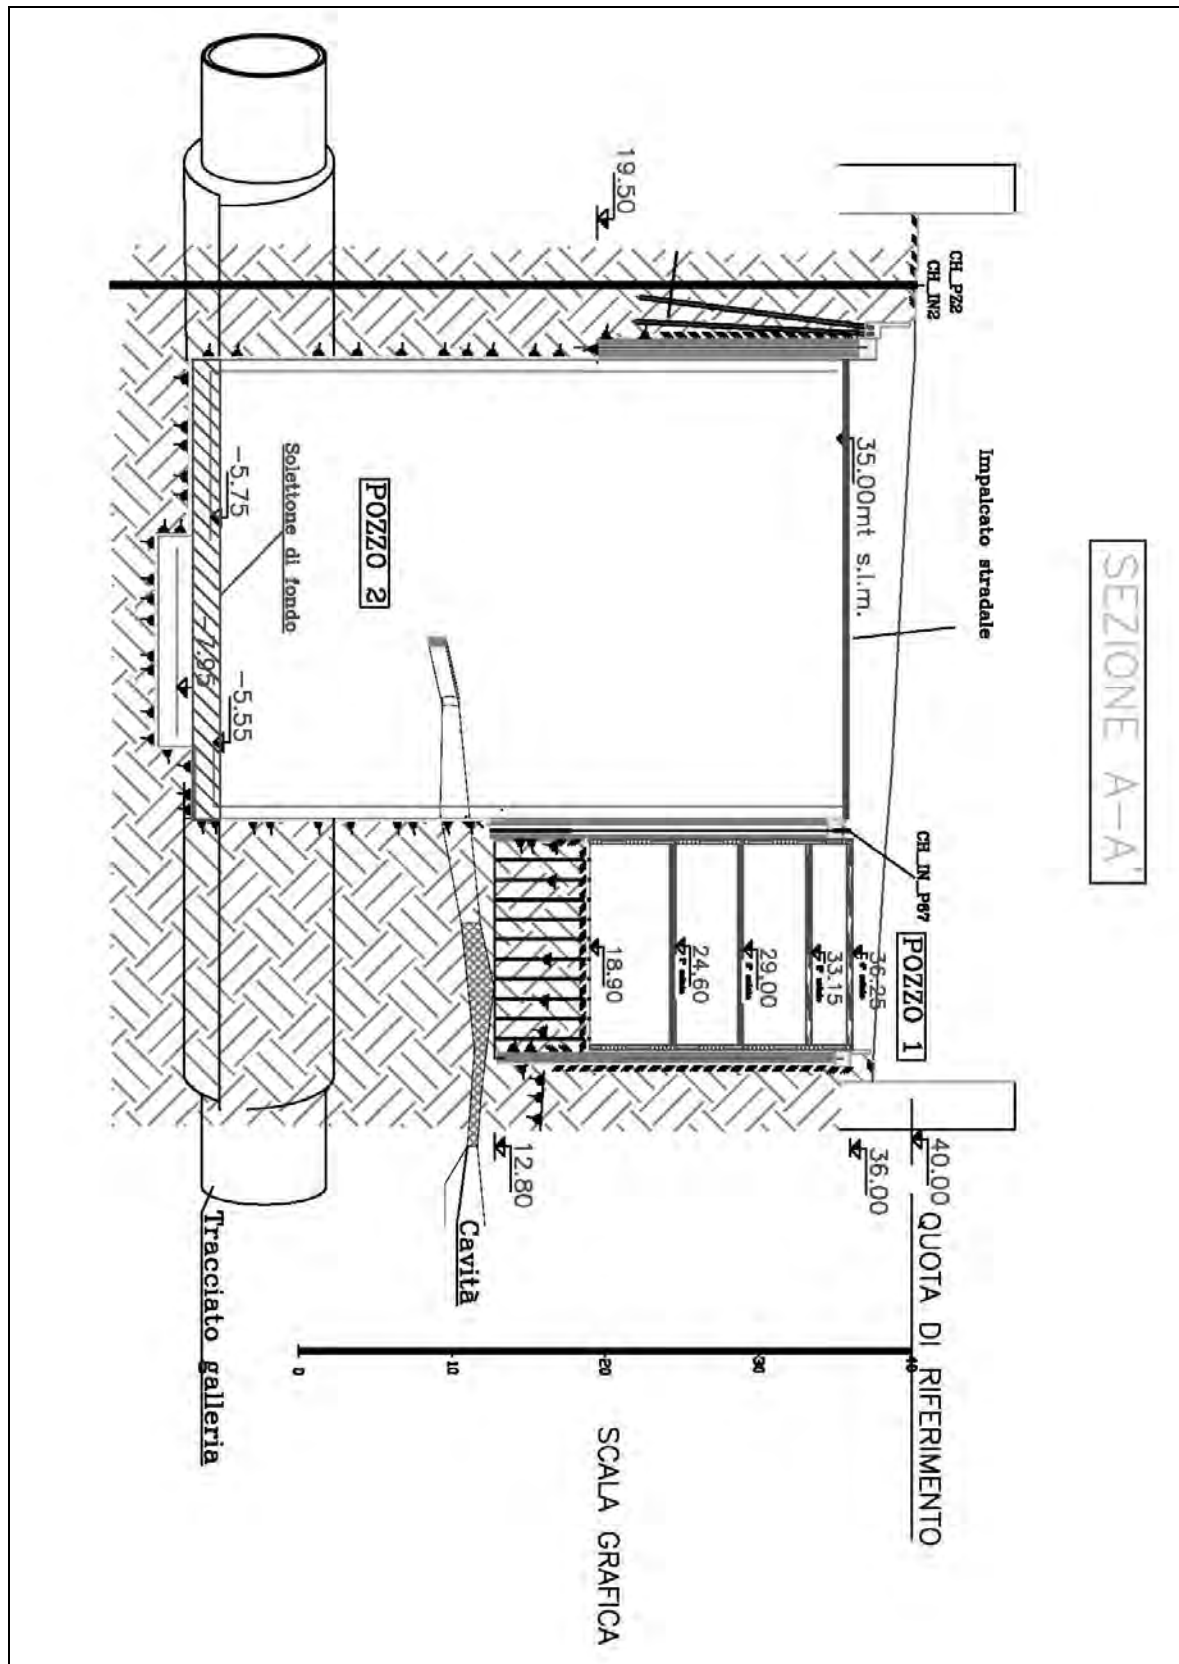 SEZIONE A-A'
CH_PZ2
CH_IN2
Impalcato stradale
CH_IN_P67
POZZO 1
40.00
QUOTA DI RIFERIMENTO
36.00
35.00mt s.l.m.
36.25
33.15
29.00
24.60
18.90
19.50
12.80
POZZO 2
Cavità
Solettone di fondo
-5.75
-5.55
-7.95
Tracciato galleria
40
30
20
10
0
SCALA GRAFICA